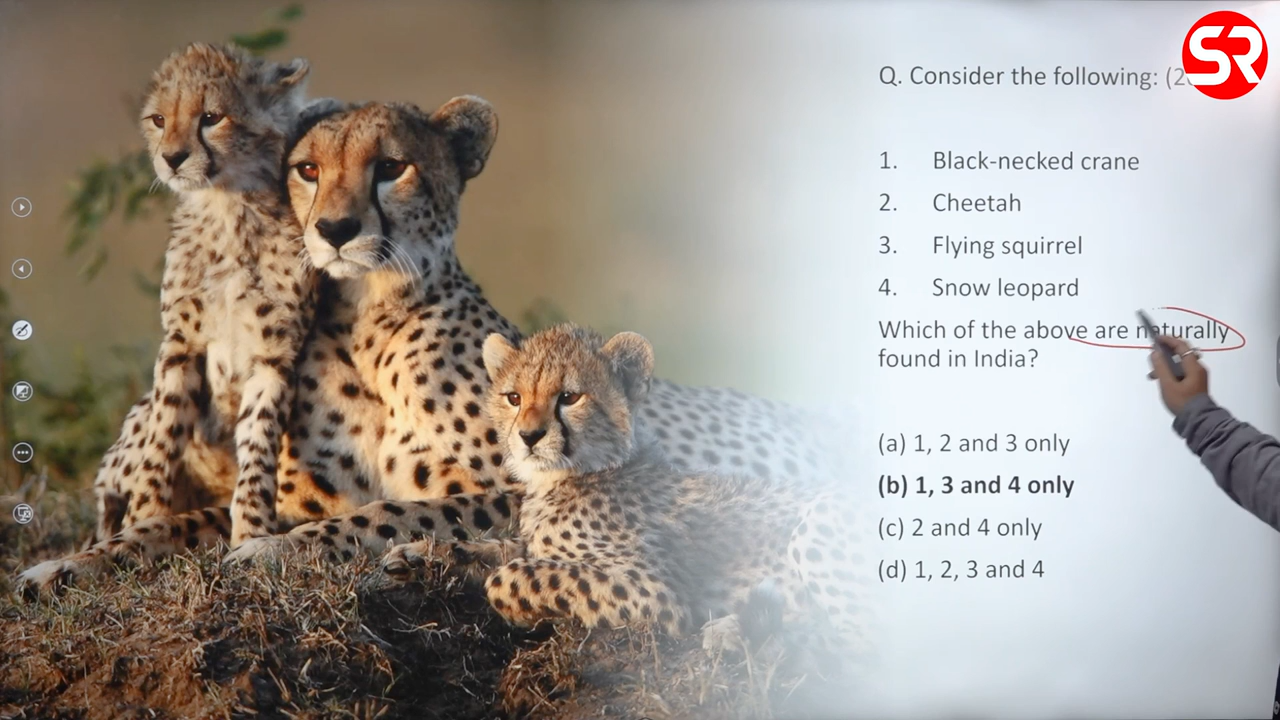 SR
Q. Consider the following:
1. Black-necked crane
2. Cheetah
3. Flying squirrel
4. Snow leopard
Which of the above are naturally
found in India?
(a) 1, 2 and 3 only
(b) 1, 3 and 4 only
(c) 2 and 4 only
(d) 1, 2, 3 and 4